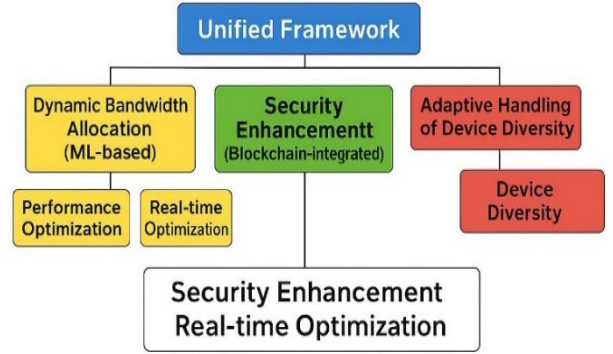 Unified Framework
Dynamic Bandwidth
Allocation
(ML-based)
Security
Enhancementt
(Blockchain-integrated)
Adaptive Handling
of Device Diversity
Performance
Optimization
Real-time
Optimization
Device
Diversity
Security Enhancement
Real-time Optimization